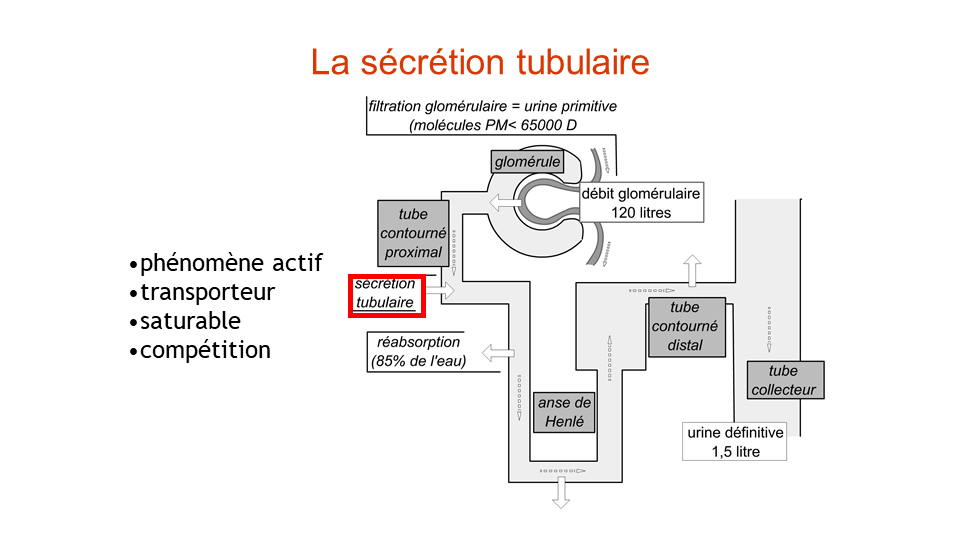 La sécrétion tubulaire
filtration glomérulaire = urine primitive
(molécules PM< 65000 D
glomérule
débit glomérulaire
120 litres
tube
contourné
proximal
•phénomène actif
•transporteur
•saturable
•compétition
sécrétion
tubulaire
réabsorption
(85% de l'eau)
tube
contourné
distal
tube
collecteur
anse de
Henlé
urine définitive
1,5 litre